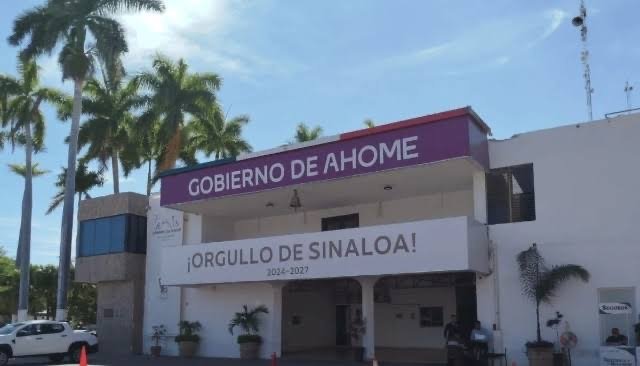 GOBIERNO DE AHOME
¡ORGULLO DE SINALOA!
2024-2027